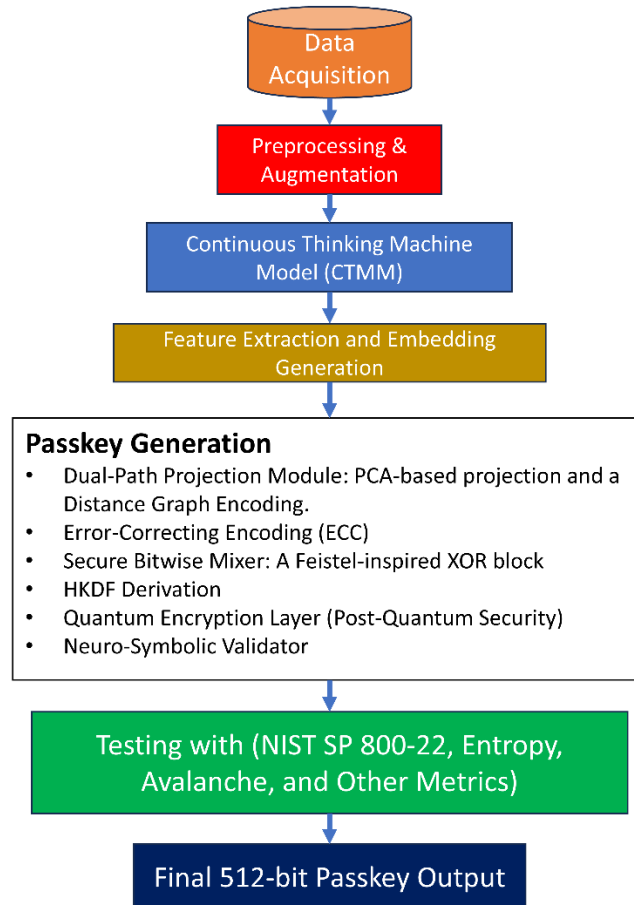 Data
Acquisition
Preprocessing &
Augmentation
Continuous Thinking Machine
Model (CTMM)
Feature Extraction and Embedding
Generation
Passkey Generation
• Dual-Path Projection Module: PCA-based projection and a
Distance Graph Encoding.
• Error-Correcting Encoding (ECC)
• Secure Bitwise Mixer: A Feistel-inspired XOR block
• HKDF Derivation
• Quantum Encryption Layer (Post-Quantum Security)
• Neuro-Symbolic Validator
Testing with (NIST SP 800-22, Entropy,
Avalanche, and Other Metrics)
Final 512-bit Passkey Output